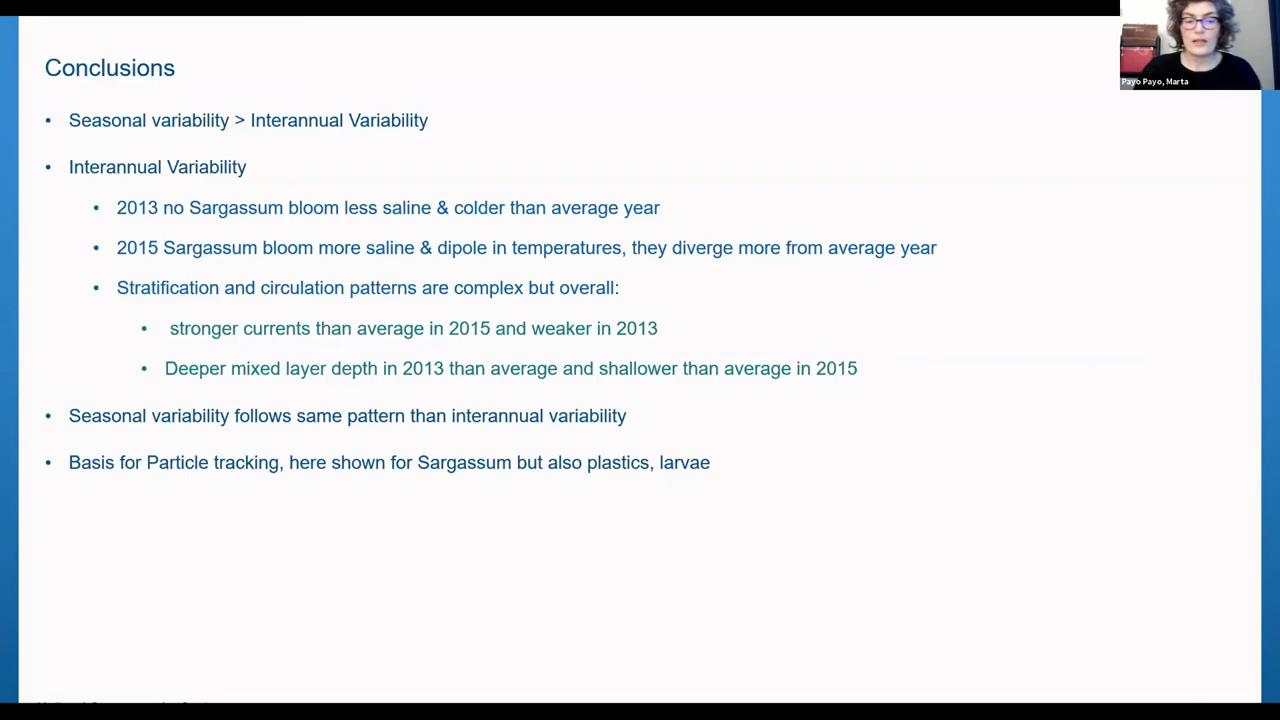 Conclusions
• Seasonal variability > Interannual Variability
• Interannual Variability
• 2013 no Sargassum bloom less saline & colder than average year
• 2015 Sargassum bloom more saline & dipole in temperatures, they diverge more from average year
• Stratification and circulation patterns are complex but overall:
• stronger currents than average in 2015 and weaker in 2013
• Deeper mixed layer depth in 2013 than average and shallower than average in 2015
• Seasonal variability follows same pattern than interannual variability
• Basis for Particle tracking, here shown for Sargassum but also plastics, larvae
Payo Payo, Marta